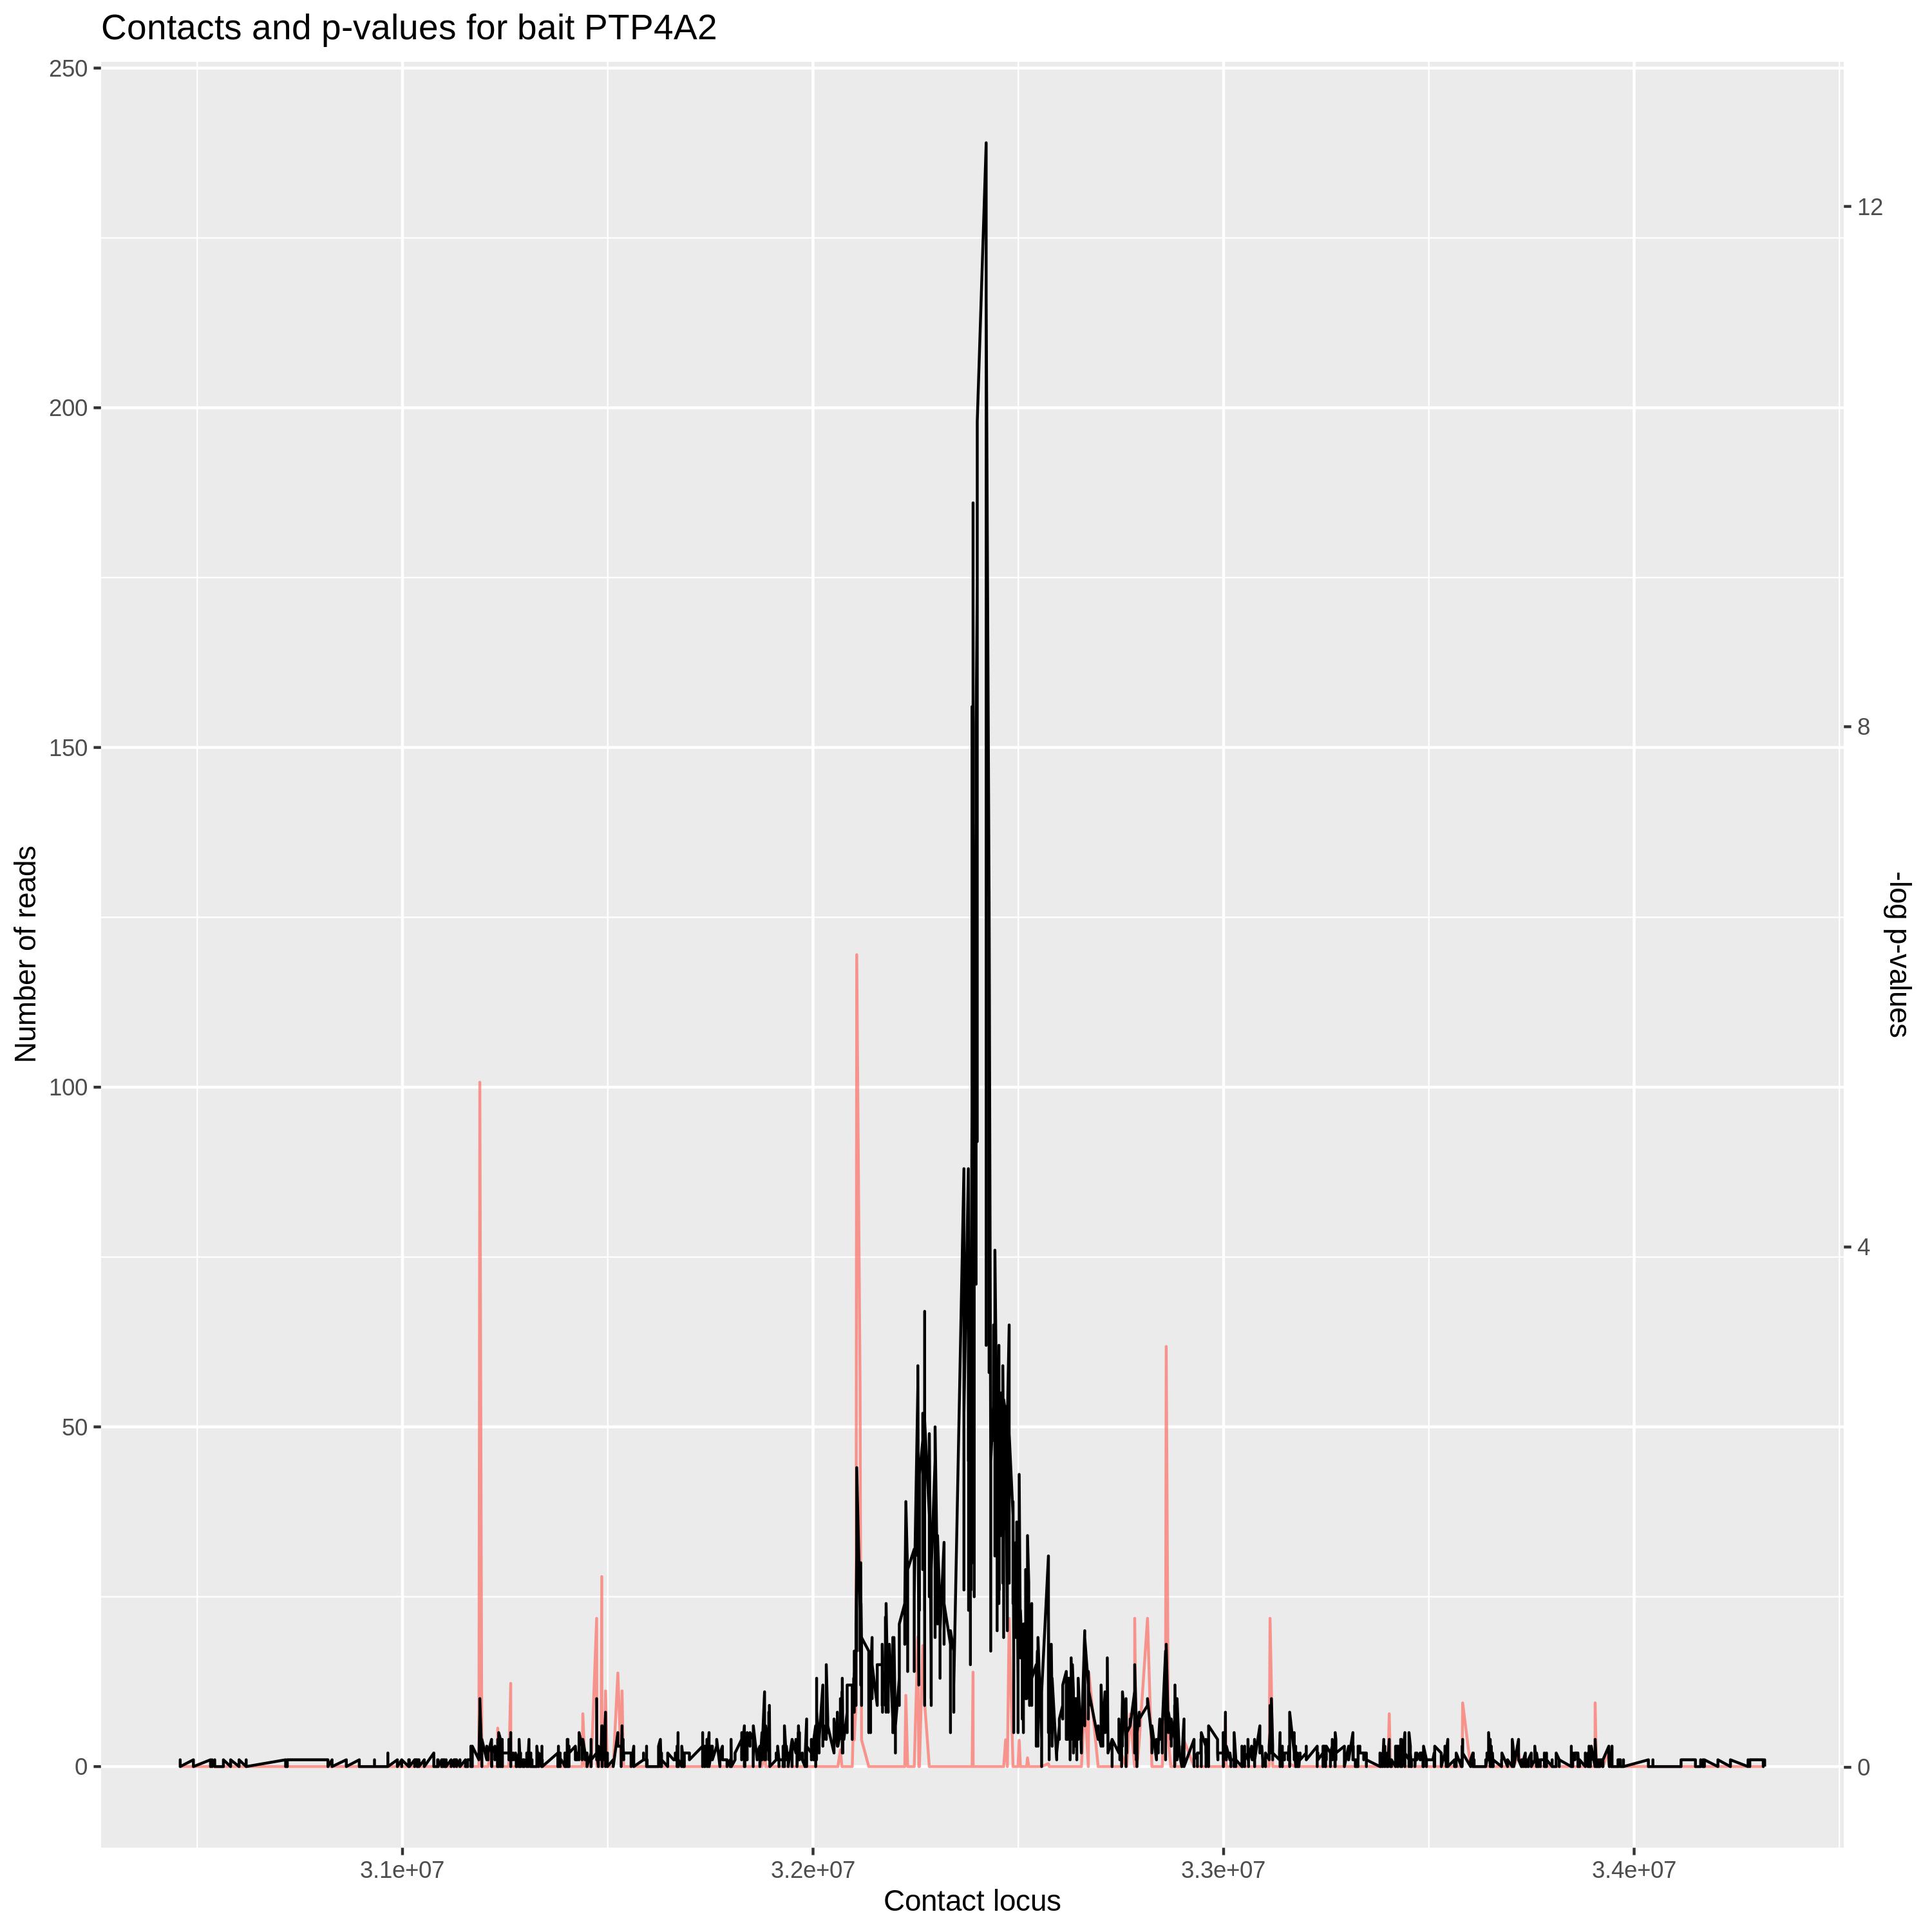 Contacts and p-values for bait PTP4A2
250
200
150
100
50
0
Number of reads
12
8
4
0
-log p-values
3.1e+07
3.2e+07
3.3e+07
3.4e+07
Contact locus